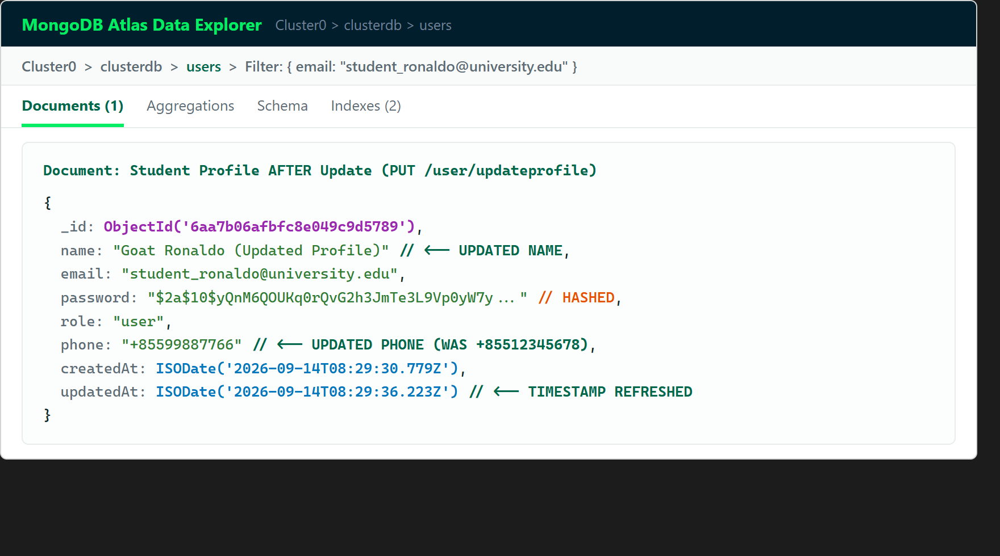 MongoDB Atlas Data Explorer Cluster0 > clusterdb > users
Cluster0 > clusterdb > users > Filter: { email: "student_ronaldo@university.edu" }
Documents (1) Aggregations Schema Indexes (2)
Document: Student Profile AFTER Update (PUT /user/updateprofile)
{
_id: ObjectId('6aa7b06afbfc8e049c9d5789'),
name: "Goat Ronaldo (Updated Profile)" // <── UPDATED NAME,
email: "student_ronaldo@university.edu",
password: "$2a$10$yQnM6QOUKq0rQvG2h3JmTe3L9Vp0yW7y..." // HASHED,
role: "user",
phone: "+85599887766" // <── UPDATED PHONE (WAS +85512345678),
createdAt: ISODate('2026-09-14T08:29:30.779Z'),
updatedAt: ISODate('2026-09-14T08:29:36.223Z') // <── TIMESTAMP REFRESHED
}